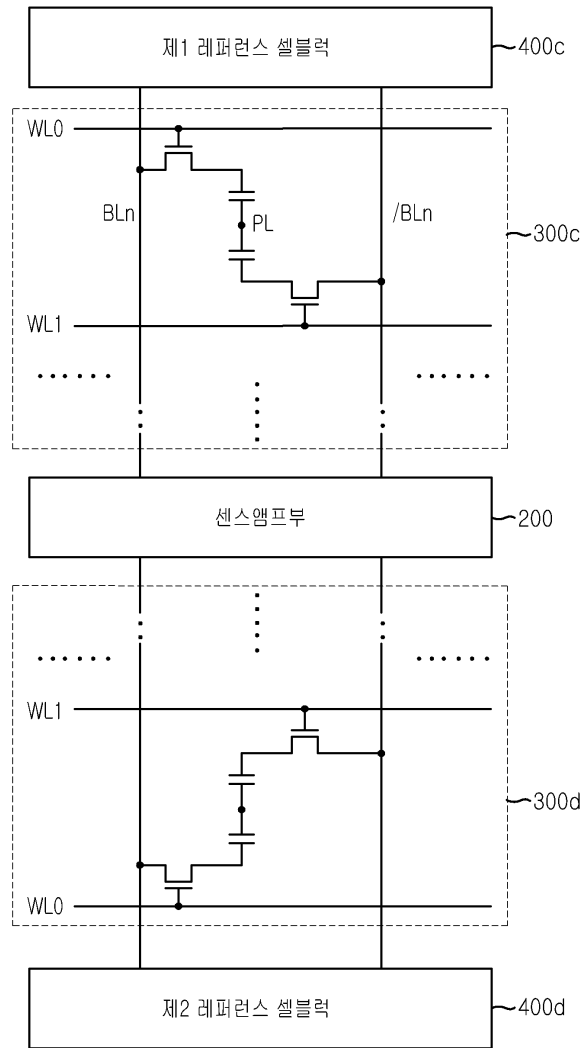 제1 레퍼런스 셀블럭
400c
WL0
BLn
PL
/BLn
300c
WL1
센스앰프부
200
WL1
300d
WL0
제2 레퍼런스 셀블럭
400d